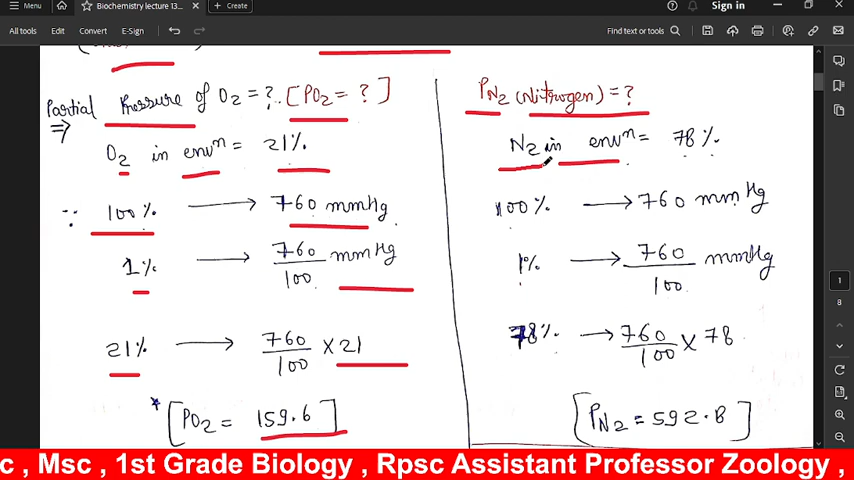 Menu
Biochemistry lecture 13...
+ Create
Sign in
All tools Edit Convert E-Sign
Find text or tools
Partial Pressure of O2 = ?. [PO2 = ?]
⇒
O2 in envn = 21%.
∵ 100% → 760 mmHg
1% → 760/100 mmHg
21% → 760/100 × 21
* [PO2 = 159.6]
PN2 (Nitrogen) = ?
N2 in envn = 78%.
100% → 760 mmHg
1% → 760/100 mmHg
78% → 760/100 × 78
[PN2 = 592.8]
1
8
c , Msc , 1st Grade Biology , Rpsc Assistant Professor Zoology ,